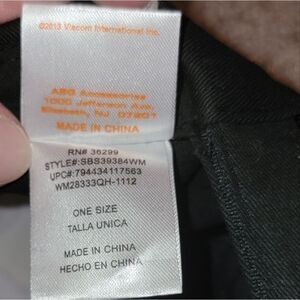 ©2013 Viacom International Inc.
ABG Accessories
1000 Jefferson Ave.
Elizabeth, NJ 07201
MADE IN CHINA
RN# 36299
STYLE#:SBS39384WM
UPC#:794434117563
WM28333QH-1112
ONE SIZE
TALLA UNICA
MADE IN CHINA
HECHO EN CHINA